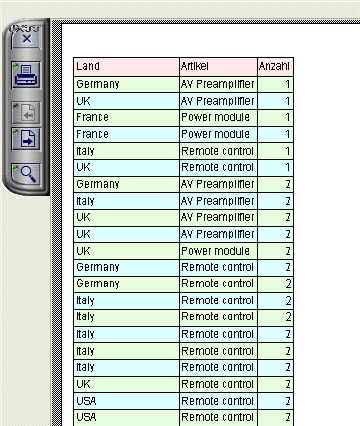 Land Artikel Anzahl
Germany AV Preamplifier 1
UK AV Preamplifier 1
France Power module 1
France Power module 1
Italy Remote control 1
UK Remote control 1
Germany AV Preamplifier 2
Italy AV Preamplifier 2
UK AV Preamplifier 2
UK AV Preamplifier 2
UK Power module 2
Germany Remote control 2
Germany Remote control 2
Italy Remote control 2
Italy Remote control 2
Italy Remote control 2
Italy Remote control 2
Italy Remote control 2
UK Remote control 2
USA Remote control 2
USA Remote control 2